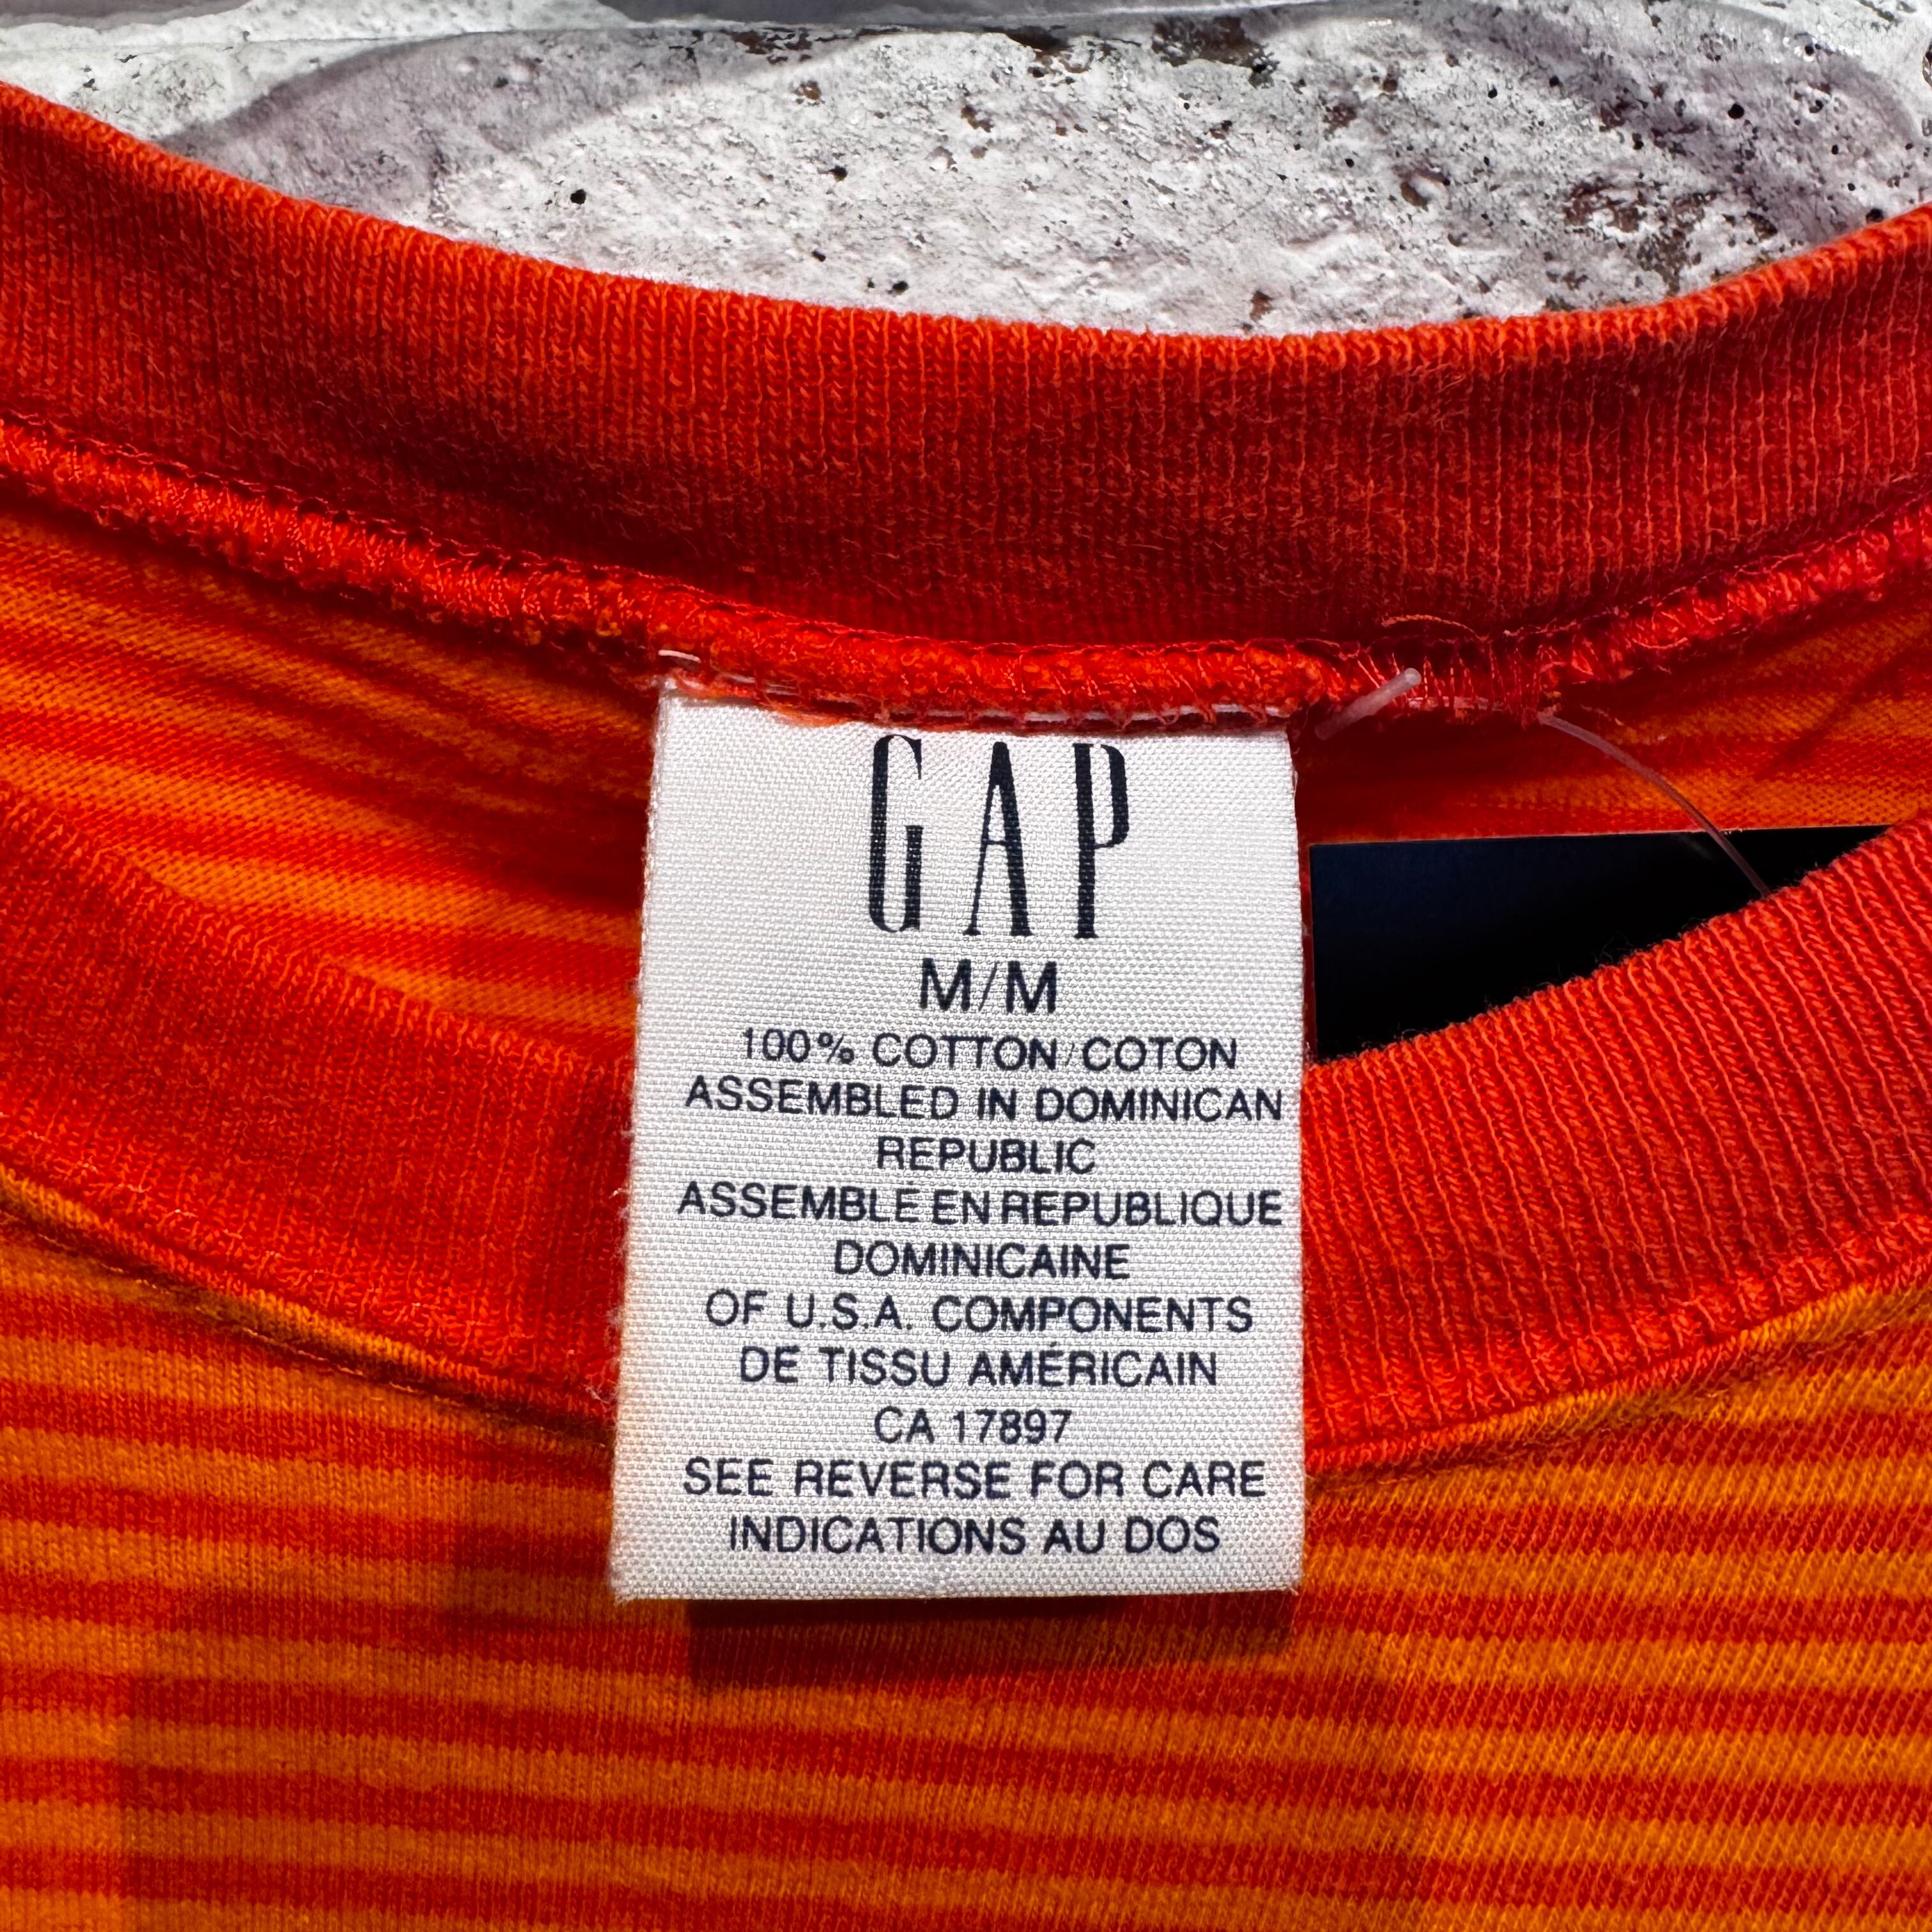 GAP
M/M
100% COTTON/COTON
ASSEMBLED IN DOMINICAN
REPUBLIC
ASSEMBLÉ EN REPUBLIQUE
DOMINICAINE
OF U.S.A. COMPONENTS
DE TISSU AMÉRICAIN
CA 17897
SEE REVERSE FOR CARE
INDICATIONS AU DOS